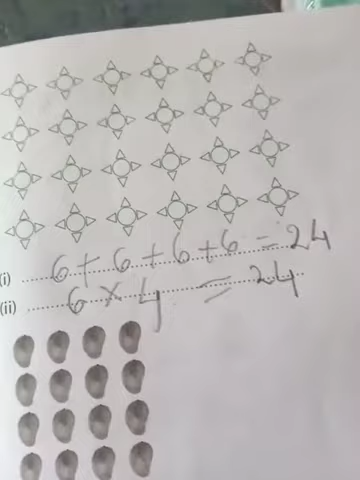 (i) 6 + 6 + 6 + 6 = 24
(ii) 6 × 4 = 24